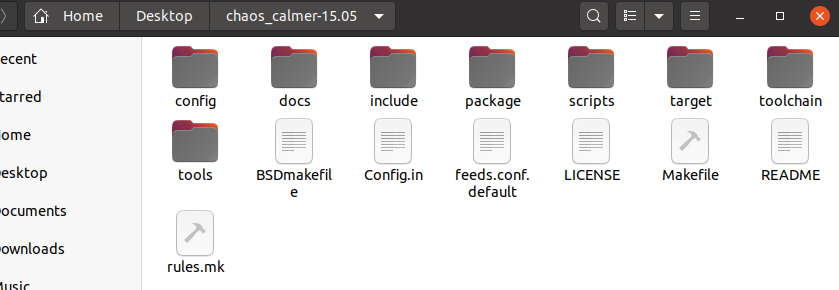 Home Desktop chaos_calmer-15.05
ecent
tarred
ome
esktop
ocuments
ownloads
Music
config docs include package scripts target toolchain
tools BSDmakefil
e Config.in feeds.conf.
default LICENSE Makefile README
rules.mk